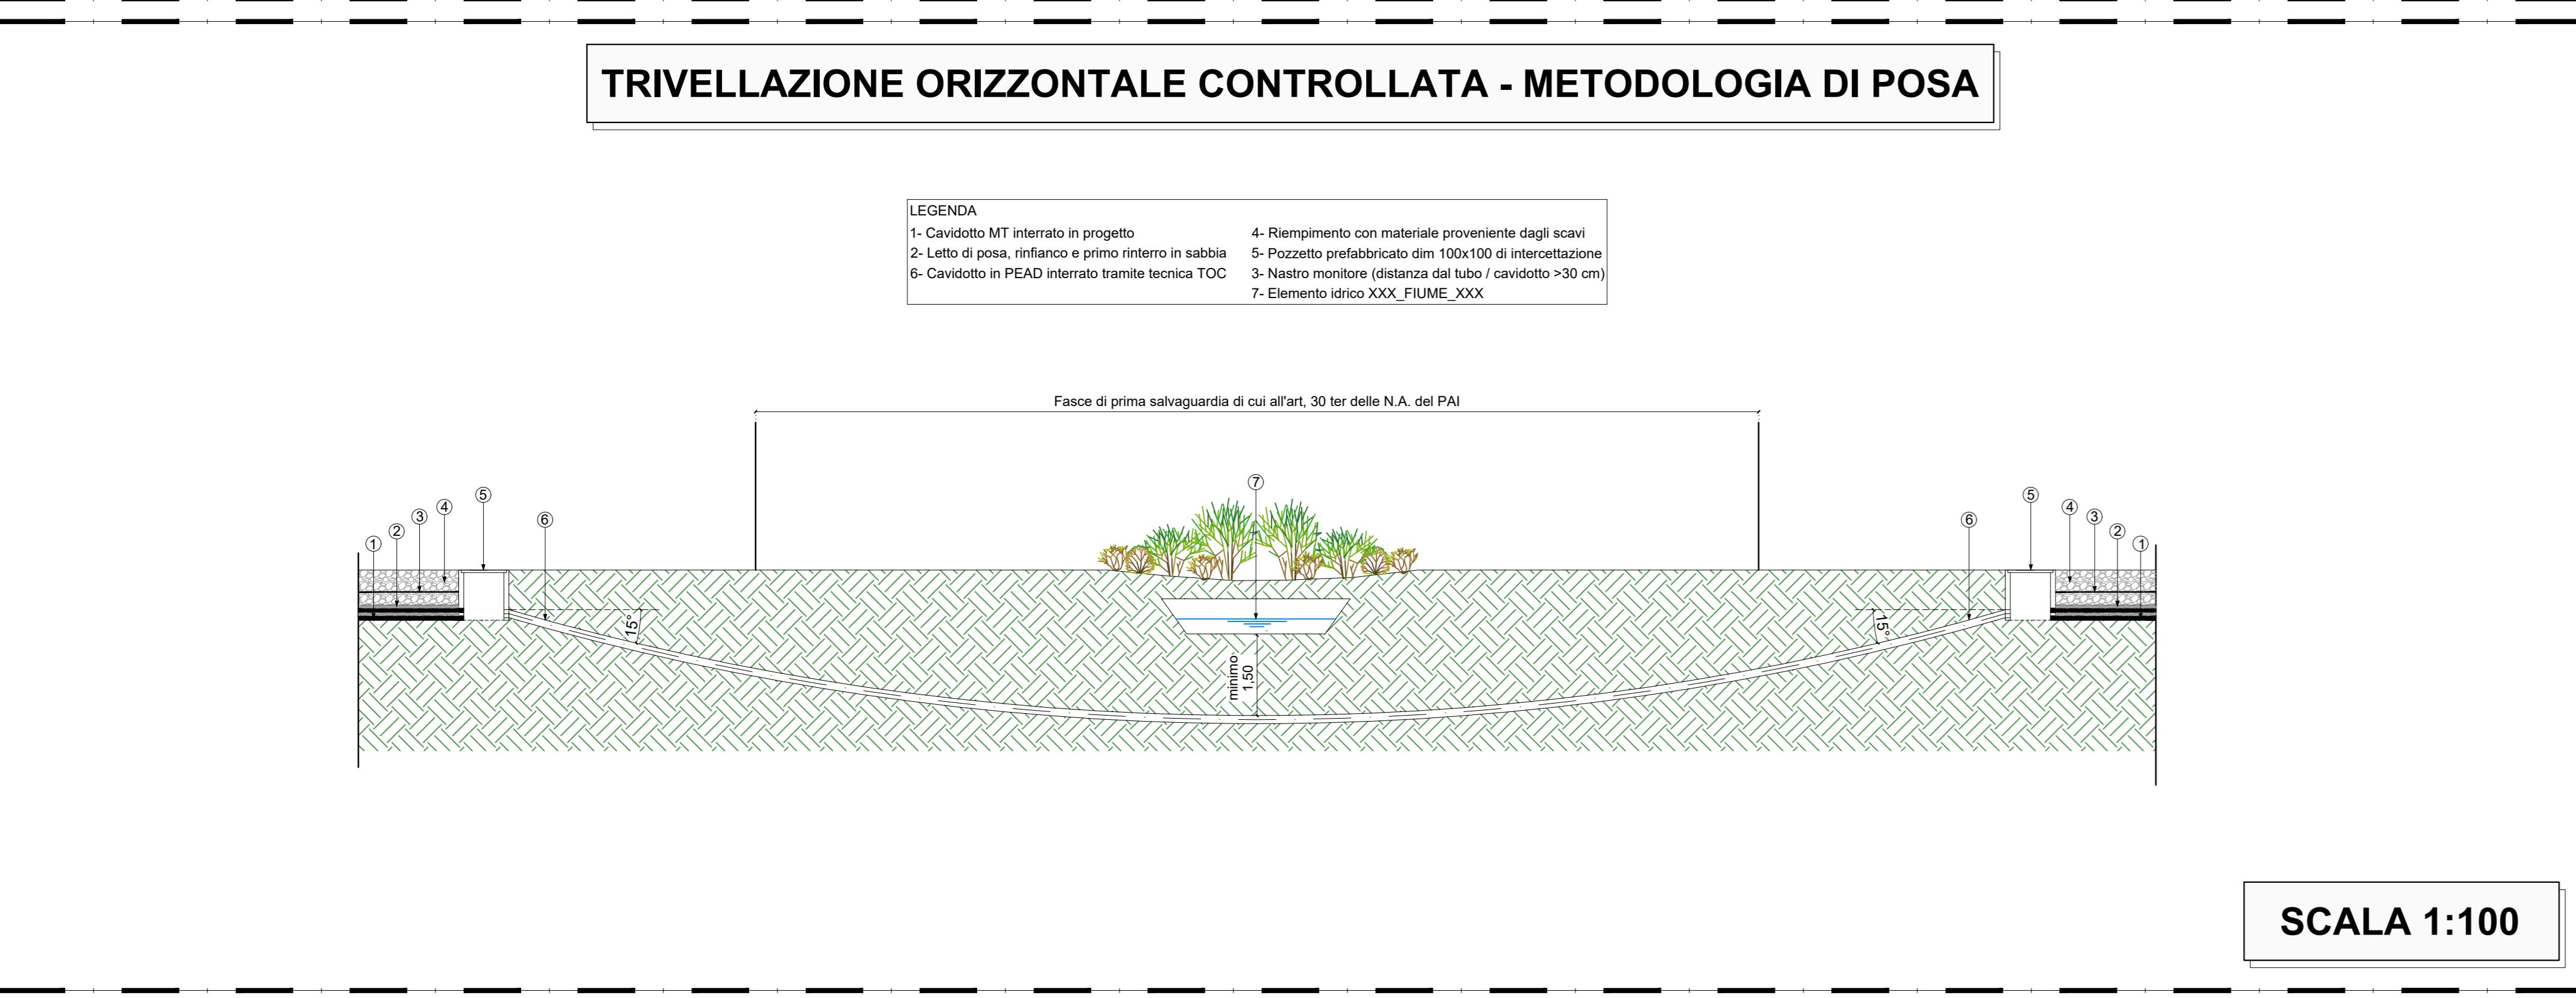 TRIVELLAZIONE ORIZZONTALE CONTROLLATA - METODOLOGIA DI POSA
LEGENDA
1- Cavidotto MT interrato in progetto
2- Letto di posa, rinfianco e primo rinterro in sabbia
6- Cavidotto in PEAD interrato tramite tecnica TOC
4- Riempimento con materiale proveniente dagli scavi
5- Pozzetto prefabbricato dim 100x100 di intercettazione
3- Nastro monitore (distanza dal tubo / cavidotto >30 cm)
7- Elemento idrico XXX_FIUME_XXX
Fasce di prima salvaguardia di cui all'art, 30 ter delle N.A. del PAI
1
2
3
4
5
6
7
6
5
4
3
2
1
15°
minimo
1,50
15°
SCALA 1:100